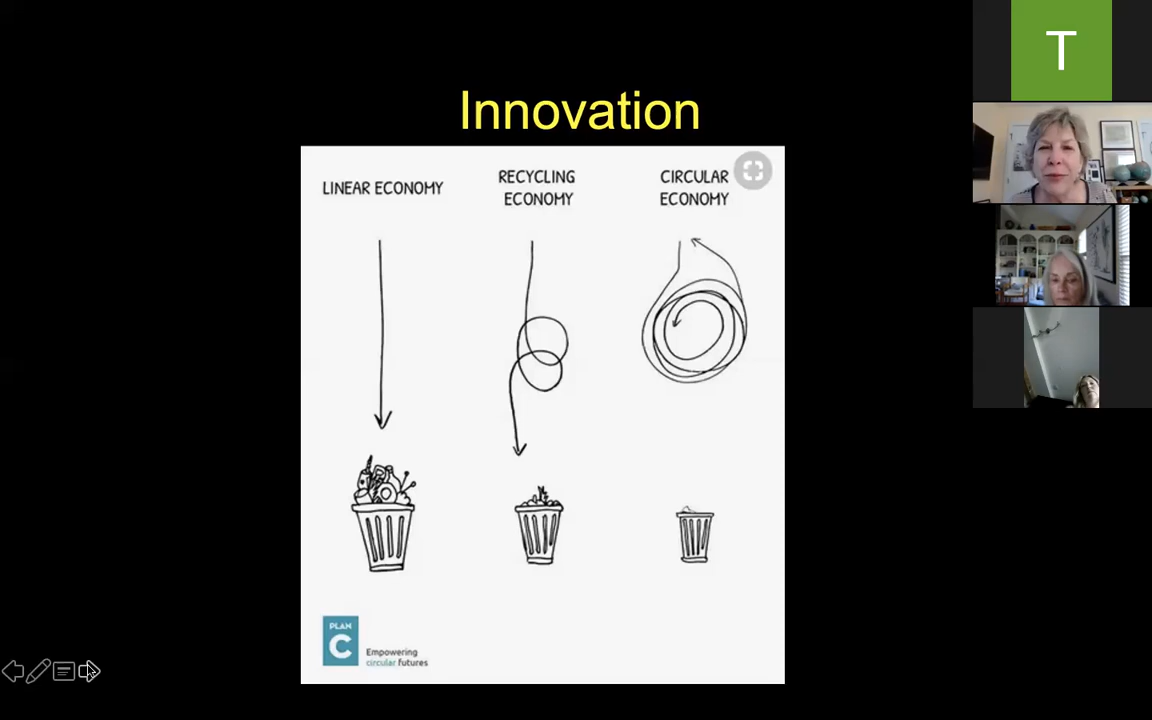 Innovation
LINEAR ECONOMY
RECYCLING
ECONOMY
CIRCULAR
ECONOMY
PLAN
C
Empowering
circular futures
T